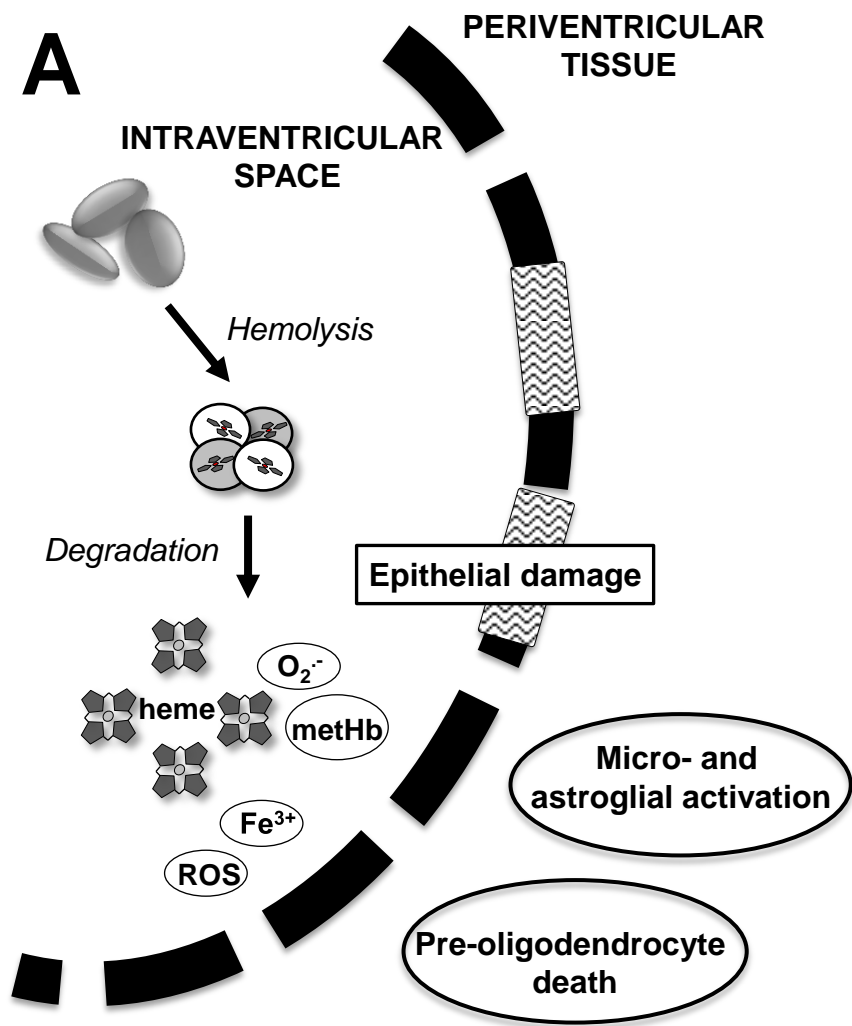 A
PERIVENTRICULAR
TISSUE
INTRAVENTRICULAR
SPACE
Hemolysis
Degradation
Epithelial damage
O₂·⁻
heme
metHb
Fe³⁺
ROS
Micro- and
astroglial activation
Pre-oligodendrocyte
death